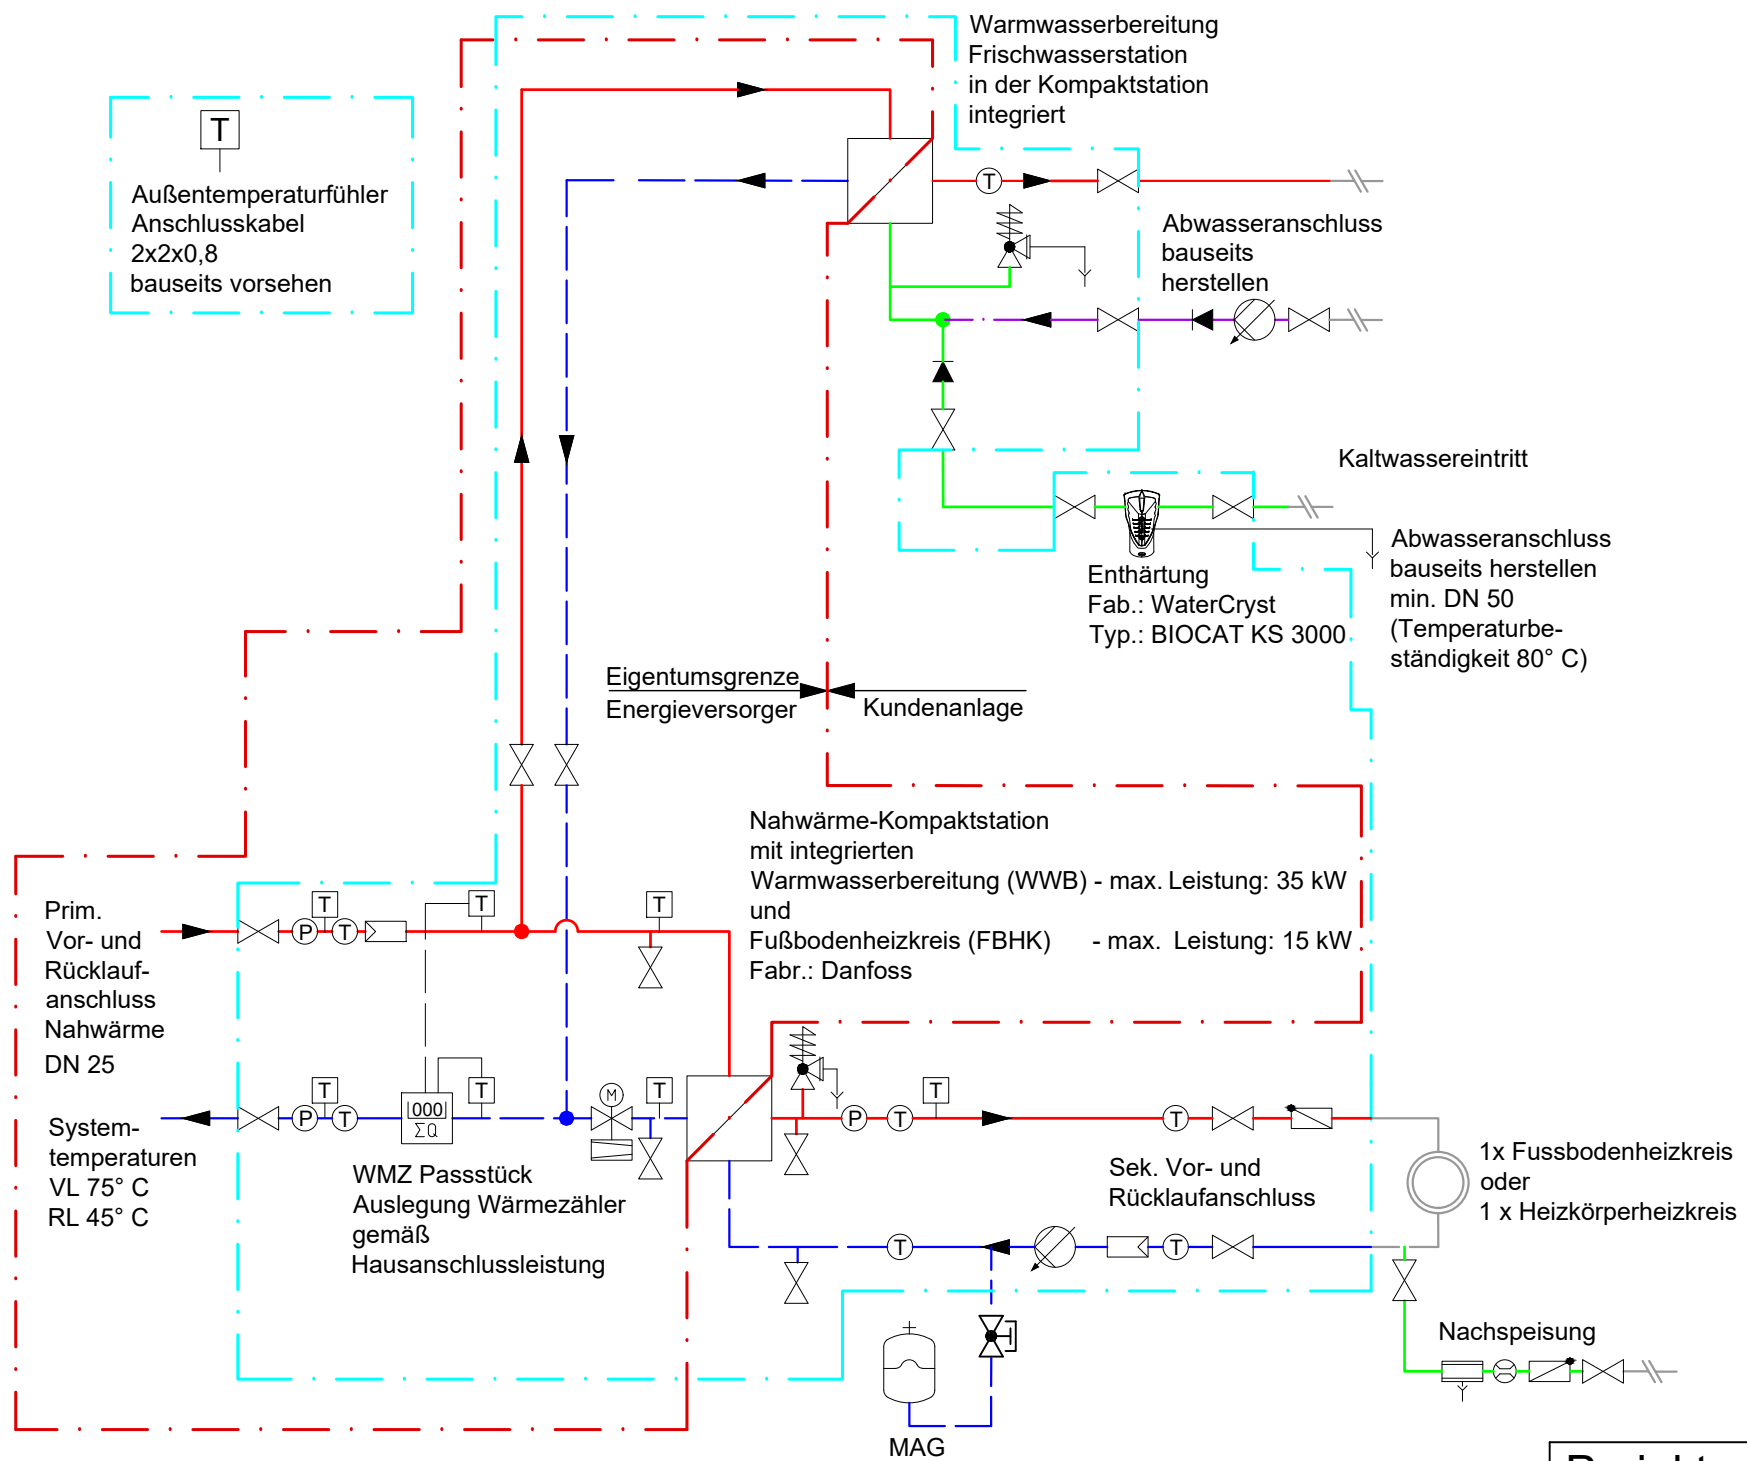 Warmwasserbereitung
Frischwasserstation
in der Kompaktstation
integriert
T
Außentemperaturfühler
Anschlusskabel
2x2x0,8
bauseits vorsehen
T
Abwasseranschluss
bauseits
herstellen
Kaltwassereintritt
Abwasseranschluss
bauseits herstellen
min. DN 50
(Temperaturbe-
ständigkeit 80° C)
Enthärtung
Fab.: WaterCryst
Typ.: BIOCAT KS 3000
Eigentumsgrenze
Energieversorger
Kundenanlage
Nahwärme-Kompaktstation
mit integrierten
Warmwasserbereitung (WWB) - max. Leistung: 35 kW
und
Fußbodenheizkreis (FBHK) - max. Leistung: 15 kW
Fabr.: Danfoss
Prim.
Vor- und
Rücklauf-
anschluss
Nahwärme
DN 25
T
T
T
P T
System-
temperaturen
VL 75° C
RL 45° C
T
T
T
M
P T
000
ΣQ
WMZ Passstück
Auslegung Wärmezähler
gemäß
Hausanschlussleistung
T
P T
T
Sek. Vor- und
Rücklaufanschluss
T
T
1x Fussbodenheizkreis
oder
1 x Heizkörperheizkreis
Nachspeisung
MAG